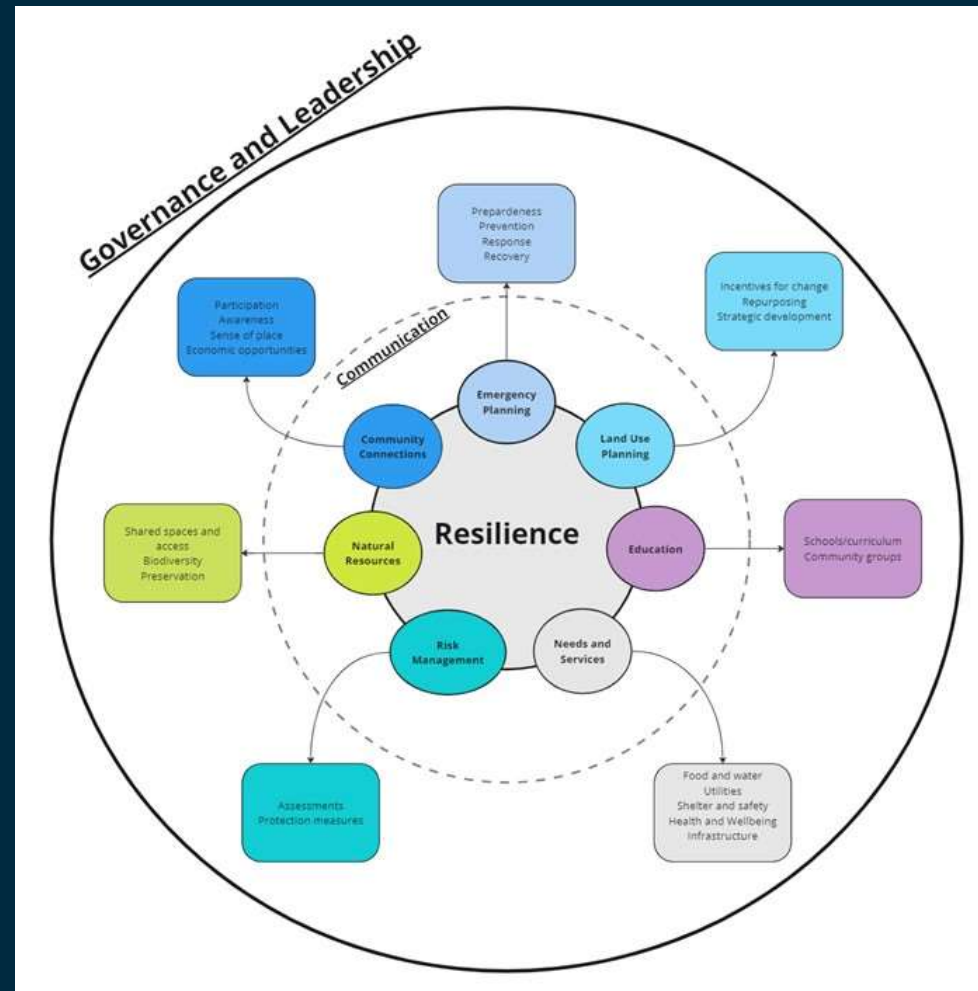 Governance and Leadership
Prepardeness
Prevention
Response
Recovery
Participation
Awareness
Sense of place
Economic opportunities
Incentives for change
Repurposing
Strategic development
Communication
Emergency
Planning
Community
Connections
Land Use
Planning
Resilience
Natural
Resources
Education
Shared spaces and
access
Biodiversity
Preservation
Schools/curriculum
Community groups
Risk
Management
Needs and
Services
Assessments
Protection measures
Food and water
Utilities
Shelter and safety
Health and Wellbeing
Infrastructure